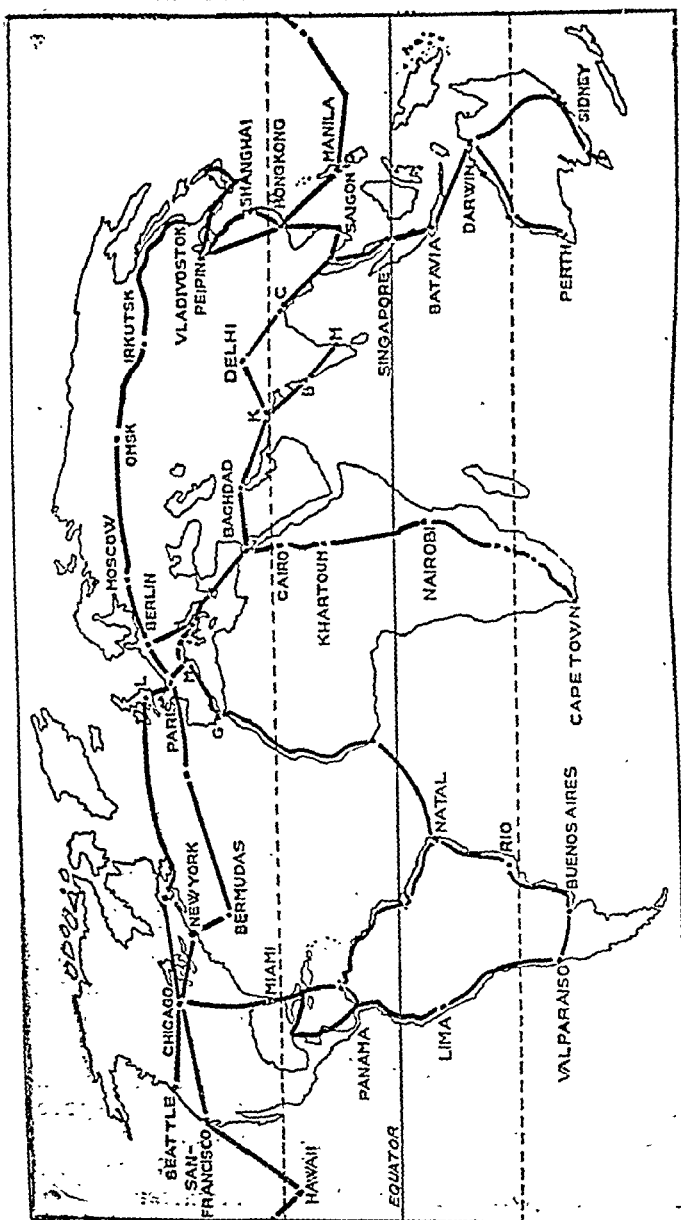 SEATTLE
SAN-
FRANCISCO
HAWAII
CHICAGO
NEW YORK
BERMUDAS
MIAMI
PANAMA
LIMA
VALPARAISO
BUENOS AIRES
RIO
NATAL
EQUATOR
L
PARIS
M
G
BERLIN
MOSCOW
OMSK
IRKUTSK
VLADIVOSTOK
PEIPIN
SHANGHAI
HONGKONG
MANILA
SAIGON
BAGHDAD
CAIRO
KHARTOUM
NAIROBI
CAPE TOWN
K
DELHI
B
M
C
SINGAPORE
BATAVIA
DARWIN
PERTH
SIDNEY